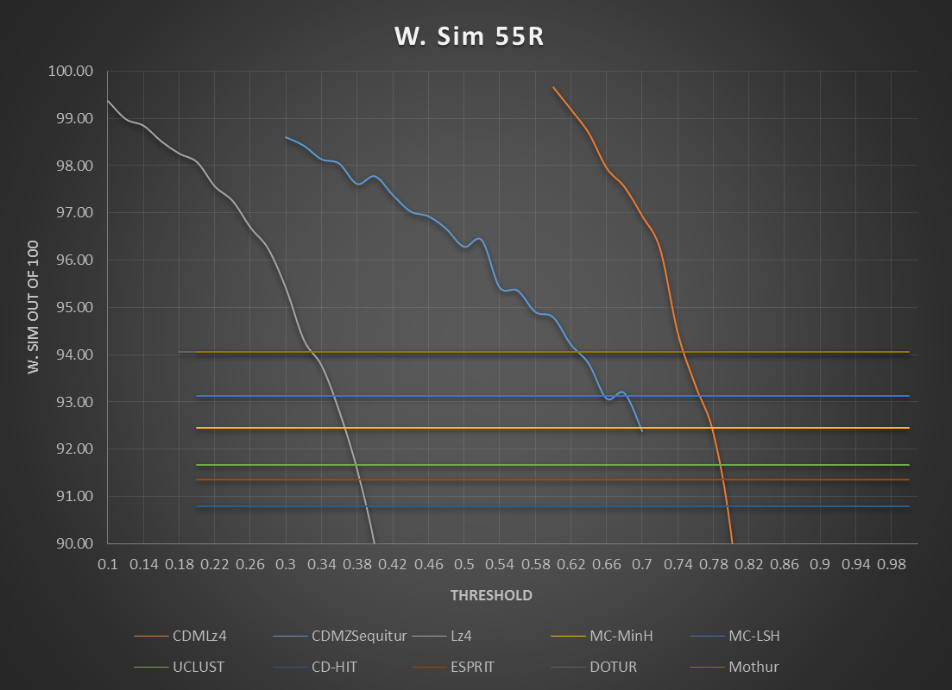 W. Sim 55R
100.00
99.00
98.00
97.00
96.00
95.00
94.00
93.00
92.00
91.00
90.00
W. SIM OUT OF 100
0.1 0.14 0.18 0.22 0.26 0.3 0.34 0.38 0.42 0.46 0.5 0.54 0.58 0.62 0.66 0.7 0.74 0.78 0.82 0.86 0.9 0.94 0.98
THRESHOLD
CDMLz4 CDMZSequitur Lz4 MC-MinH MC-LSH
UCLUST CD-HIT ESPRIT DOTUR Mothur